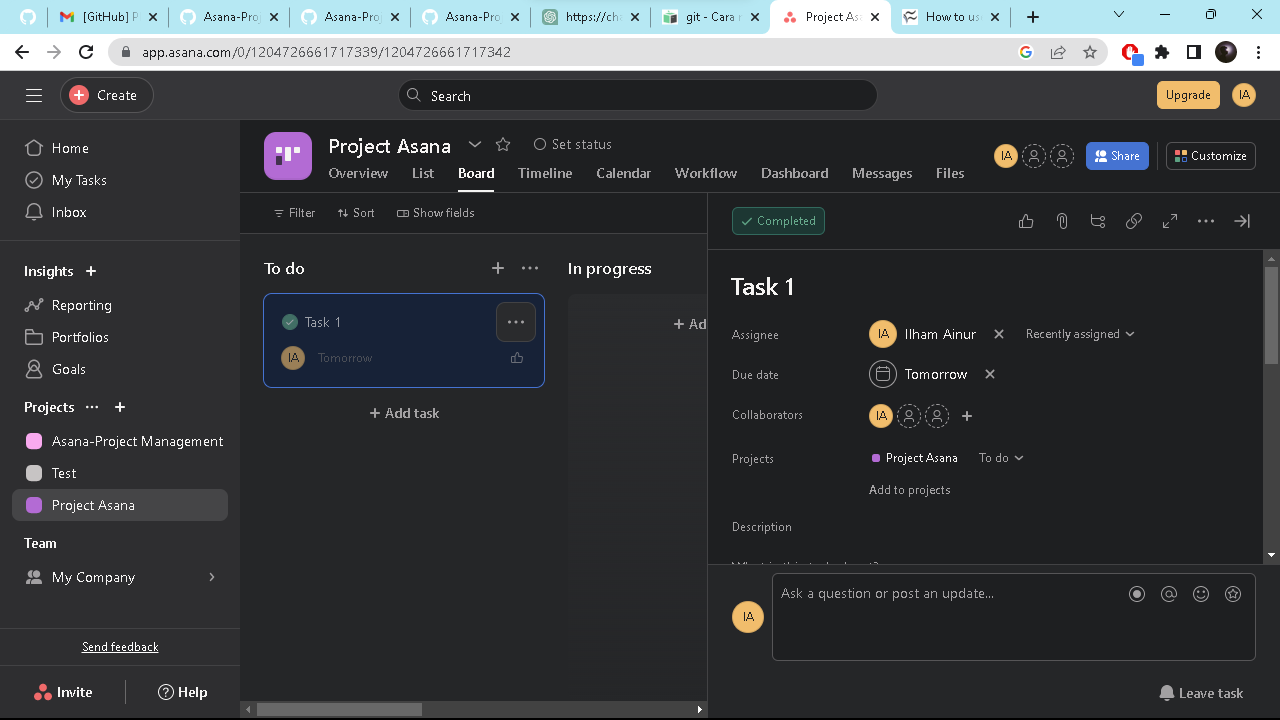 [GitHub] P
Asana-Pro
Asana-Proj
Asana-Pro
https://ch
git - Cara
Project As
How to us
app.asana.com/0/1204726661717339/1204726661717342
Create
Search
Upgrade
IA
Home
My Tasks
Inbox
Insights
Reporting
Portfolios
Goals
Projects
Asana-Project Management
Test
Project Asana
Team
My Company
Send feedback
Invite
Help
Project Asana
Set status
Overview List Board Timeline Calendar Workflow Dashboard Messages Files
IA
Share
Customize
Filter Sort Show fields
To do
In progress
Task 1
IA Tomorrow
Add task
Ad
Completed
Task 1
Assignee IA Ilham Ainur Recently assigned
Due date Tomorrow
Collaborators IA
Projects Project Asana To do
Add to projects
Description
IA
Ask a question or post an update...
Leave task